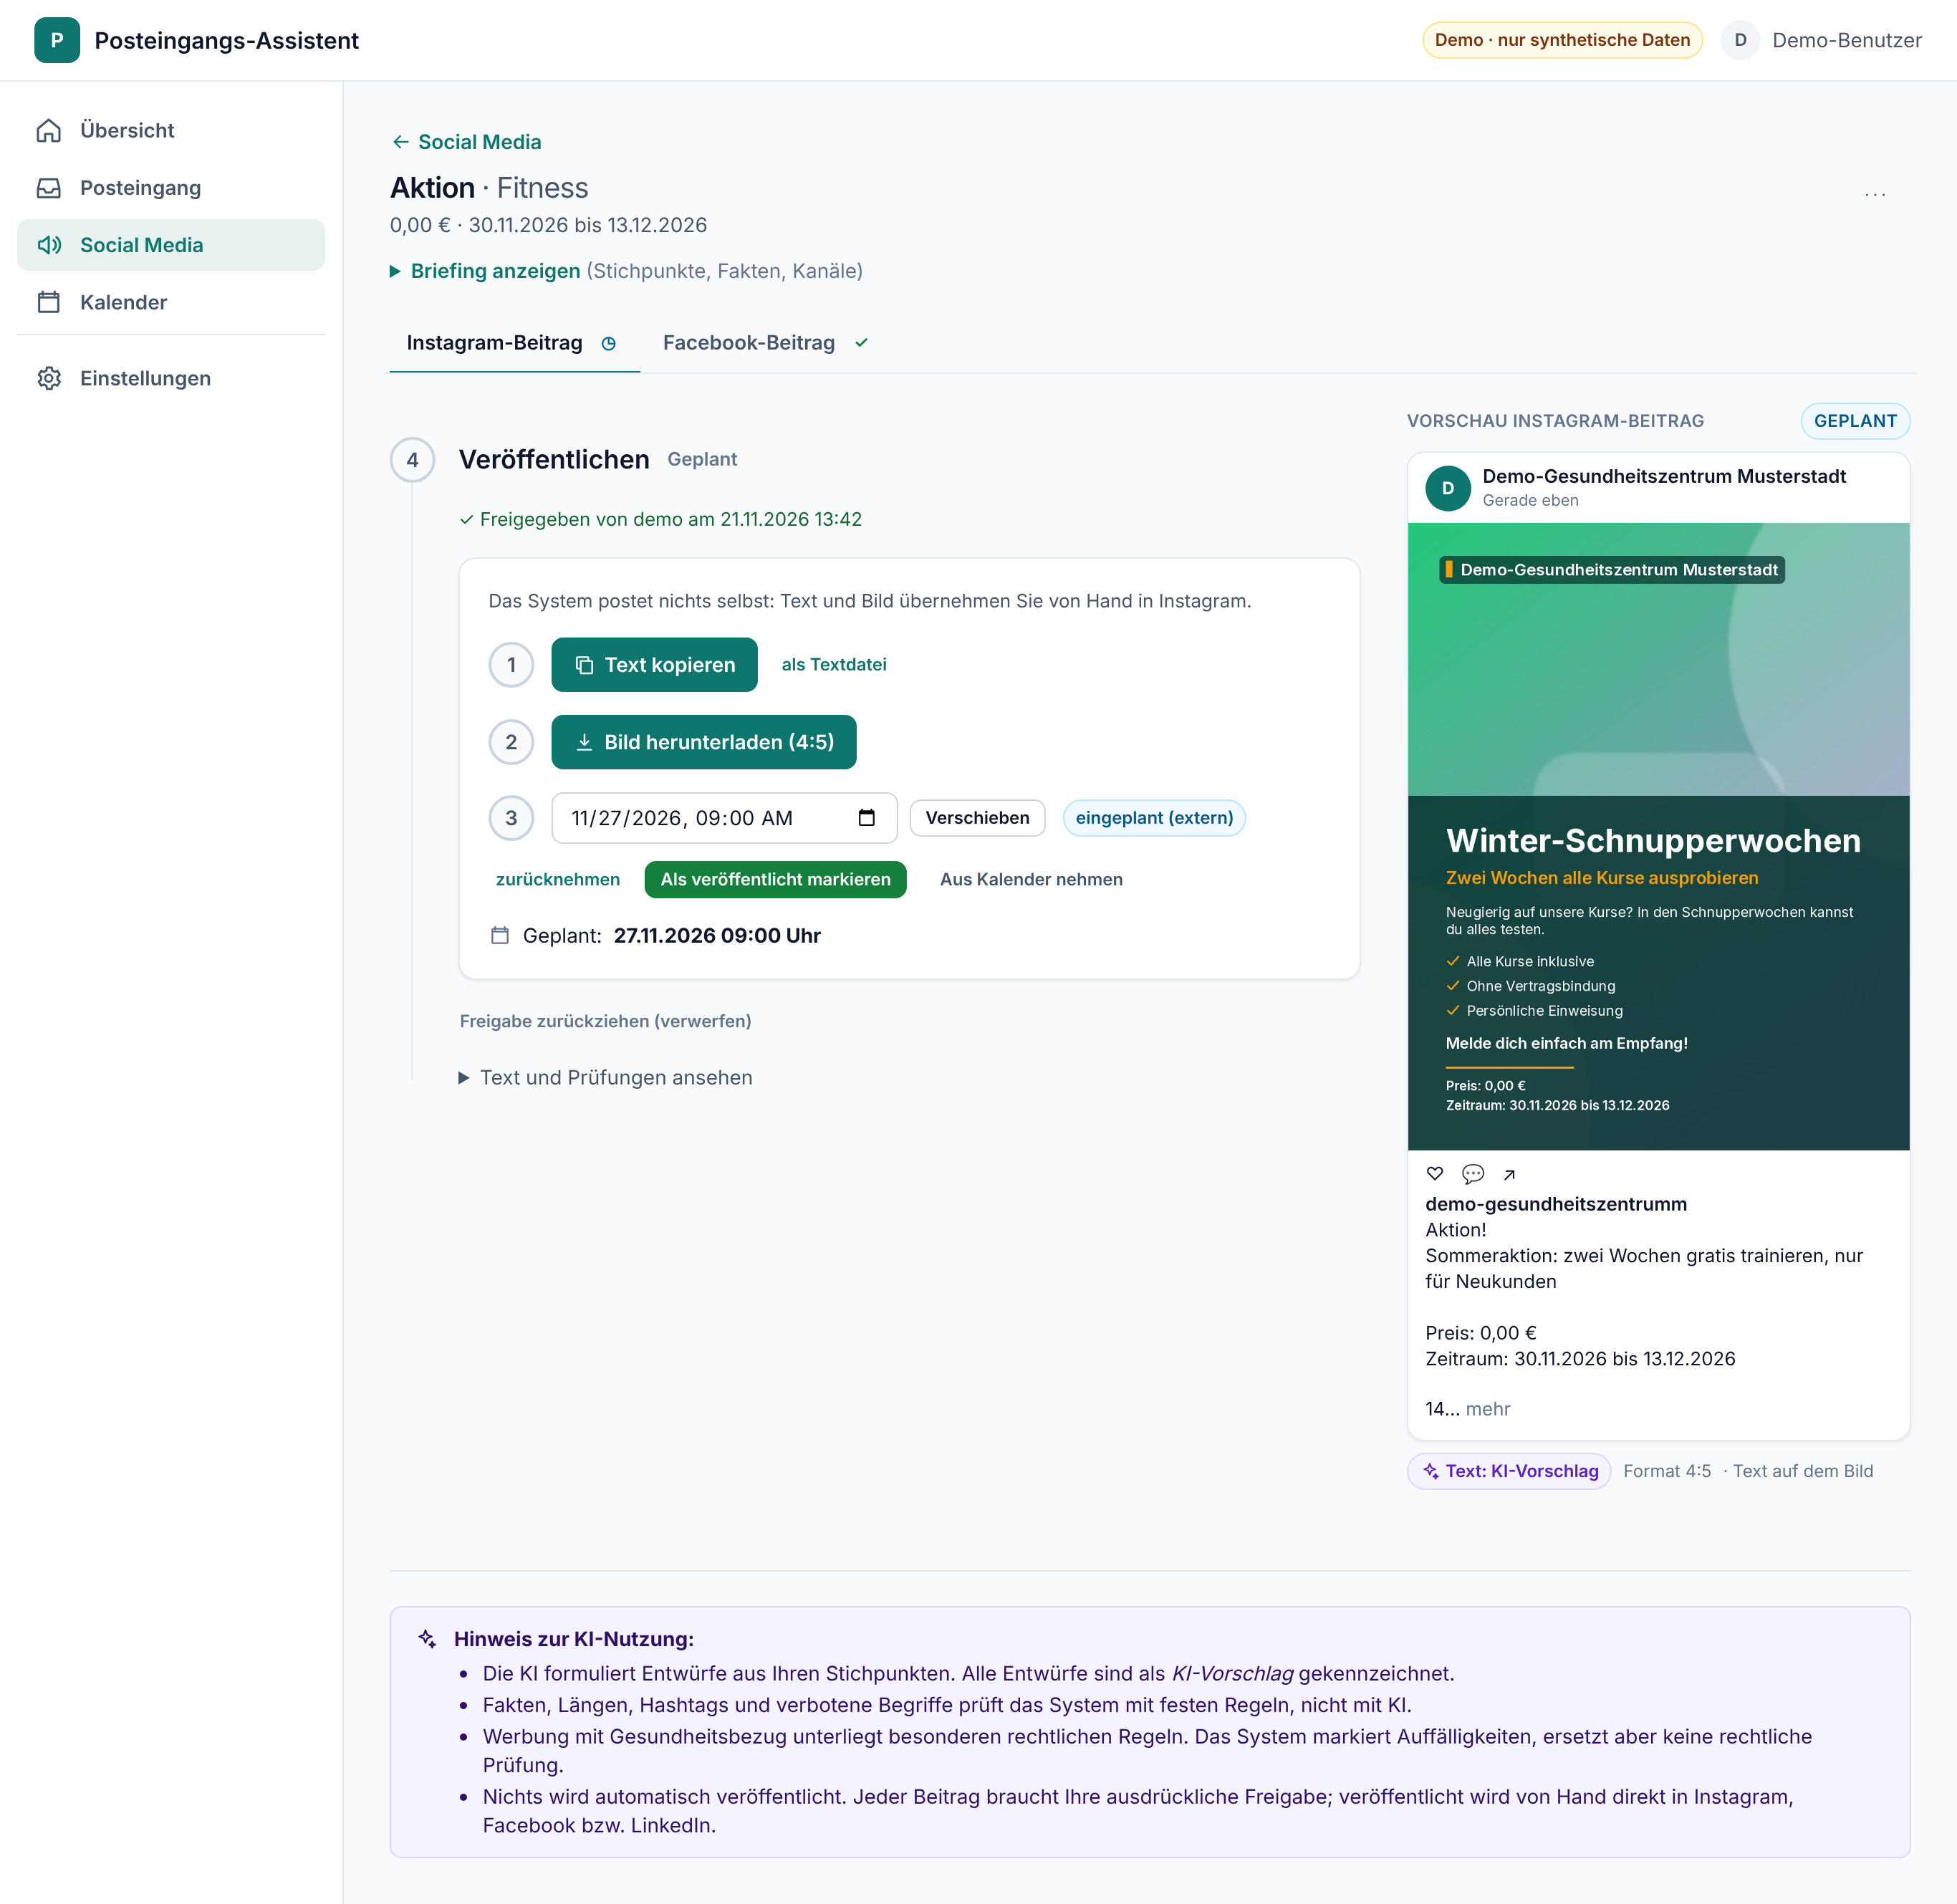 P Posteingangs-Assistent
Demo · nur synthetische Daten
D Demo-Benutzer
Übersicht
Posteingang
Social Media
Kalender
Einstellungen
← Social Media
Aktion · Fitness
...
0,00 € · 30.11.2026 bis 13.12.2026
Briefing anzeigen (Stichpunkte, Fakten, Kanäle)
Instagram-Beitrag
Facebook-Beitrag ✓
4 Veröffentlichen Geplant
✓ Freigegeben von demo am 21.11.2026 13:42
Das System postet nichts selbst: Text und Bild übernehmen Sie von Hand in Instagram.
1 Text kopieren als Textdatei
2 Bild herunterladen (4:5)
3 11/27/2026, 09:00 AM Verschieben eingeplant (extern)
zurücknehmen Als veröffentlicht markieren Aus Kalender nehmen
Geplant: 27.11.2026 09:00 Uhr
Freigabe zurückziehen (verwerfen)
Text und Prüfungen ansehen
VORSCHAU INSTAGRAM-BEITRAG GEPLANT
D Demo-Gesundheitszentrum Musterstadt
Gerade eben
Demo-Gesundheitszentrum Musterstadt
Winter-Schnupperwochen
Zwei Wochen alle Kurse ausprobieren
Neugierig auf unsere Kurse? In den Schnupperwochen kannst
du alles testen.
✓ Alle Kurse inklusive
✓ Ohne Vertragsbindung
✓ Persönliche Einweisung
Melde dich einfach am Empfang!
Preis: 0,00 €
Zeitraum: 30.11.2026 bis 13.12.2026
demo-gesundheitszentrumm
Aktion!
Sommeraktion: zwei Wochen gratis trainieren, nur
für Neukunden
Preis: 0,00 €
Zeitraum: 30.11.2026 bis 13.12.2026
14... mehr
Text: KI-Vorschlag Format 4:5 · Text auf dem Bild
Hinweis zur KI-Nutzung:
• Die KI formuliert Entwürfe aus Ihren Stichpunkten. Alle Entwürfe sind als KI-Vorschlag gekennzeichnet.
• Fakten, Längen, Hashtags und verbotene Begriffe prüft das System mit festen Regeln, nicht mit KI.
• Werbung mit Gesundheitsbezug unterliegt besonderen rechtlichen Regeln. Das System markiert Auffälligkeiten, ersetzt aber keine rechtliche
Prüfung.
• Nichts wird automatisch veröffentlicht. Jeder Beitrag braucht Ihre ausdrückliche Freigabe; veröffentlicht wird von Hand direkt in Instagram,
Facebook bzw. LinkedIn.